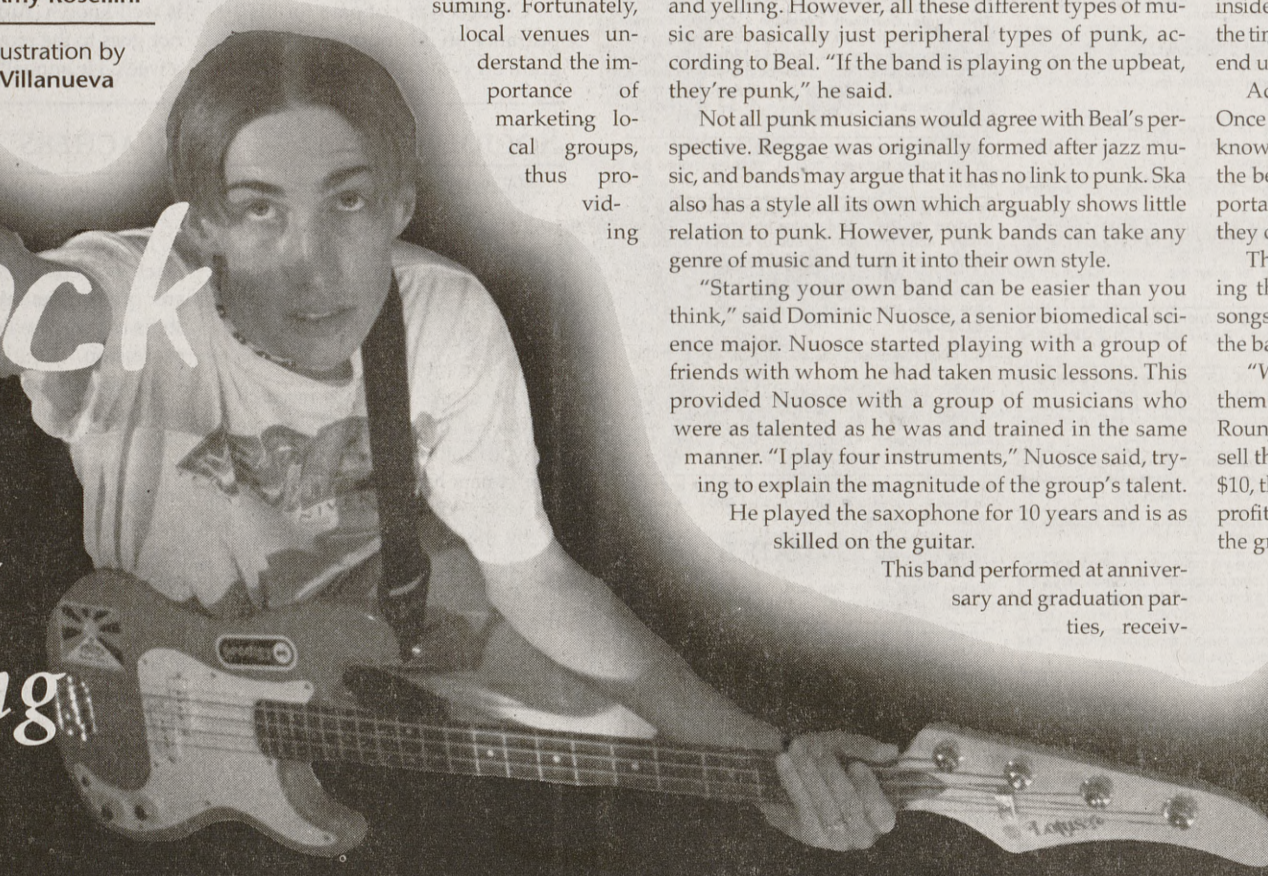 ustration by
Villanueva
ock
ng
suming. Fortunately,
local venues un-
derstand the im-
portance of
marketing lo-
cal groups,
thus pro-
vid-
ing
and yelling. However, all these different types of mu-
sic are basically just peripheral types of punk, ac-
cording to Beal. “If the band is playing on the upbeat,
they’re punk,” he said.
Not all punk musicians would agree with Beal’s per-
spective. Reggae was originally formed after jazz mu-
sic, and bands may argue that it has no link to punk. Ska
also has a style all its own which arguably shows little
relation to punk. However, punk bands can take any
genre of music and turn it into their own style.
“Starting your own band can be easier than you
think,” said Dominic Nuosce, a senior biomedical sci-
ence major. Nuosce started playing with a group of
friends with whom he had taken music lessons. This
provided Nuosce with a group of musicians who
were as talented as he was and trained in the same
manner. “I play four instruments,” Nuosce said, try-
ing to explain the magnitude of the group’s talent.
He played the saxophone for 10 years and is as
skilled on the guitar.
This band performed at anniver-
sary and graduation par-
ties, receiv-
inside
the tin
end u
Ac
Once
know
the be
porta
they c
Th
ing th
songs
the ba
“W
them
Roun
sell th
$10, th
profit
the gr